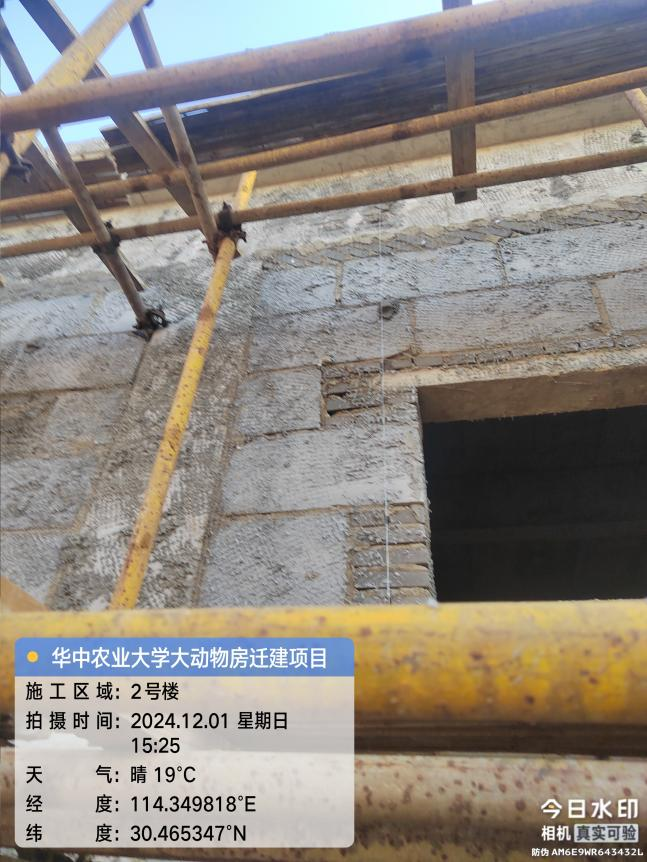 华中农业大学大动物房迁建项目
施工区域：2号楼
拍摄时间：2024.12.01 星期日
15:25
天气：晴 19°C
经度：114.349818°E
纬度：30.465347°N
今日水印
相机 真实可验
防伪 AM6E9WR643432L